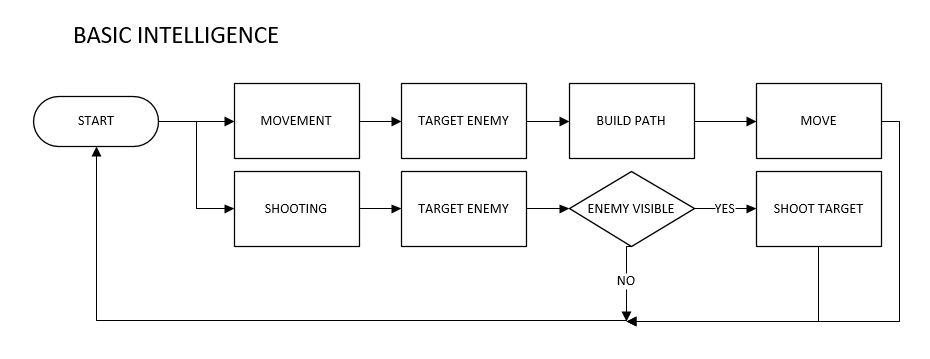 BASIC INTELLIGENCE
START
MOVEMENT
TARGET ENEMY
BUILD PATH
MOVE
SHOOTING
TARGET ENEMY
ENEMY VISIBLE
YES
SHOOT TARGET
NO